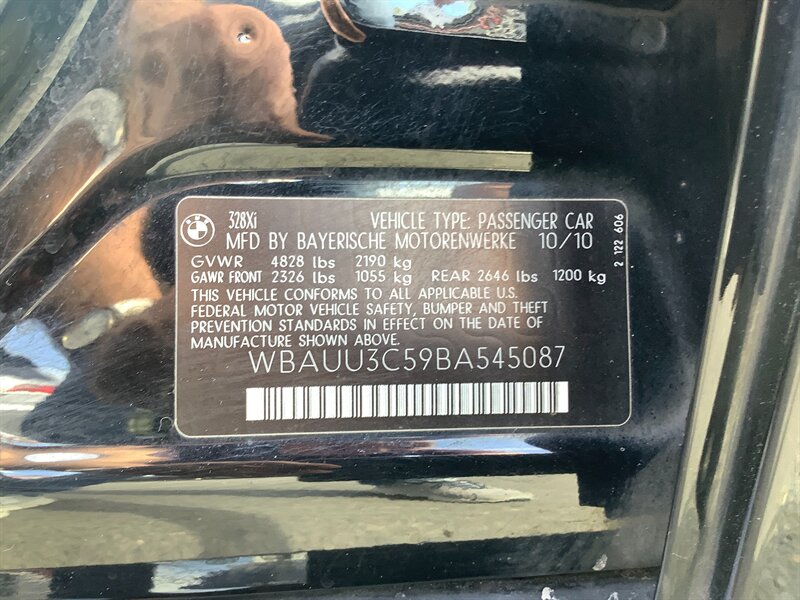 328Xi VEHICLE TYPE: PASSENGER CAR
MFD BY BAYERISCHE MOTORENWERKE 10/10
GVWR 4828 lbs 2190 kg
GAWR FRONT 2326 lbs 1055 kg REAR 2646 lbs 1200 kg
THIS VEHICLE CONFORMS TO ALL APPLICABLE U.S.
FEDERAL MOTOR VEHICLE SAFETY, BUMPER AND THEFT
PREVENTION STANDARDS IN EFFECT ON THE DATE OF
MANUFACTURE SHOWN ABOVE.
WBAUU3C59BA545087
2 122 606